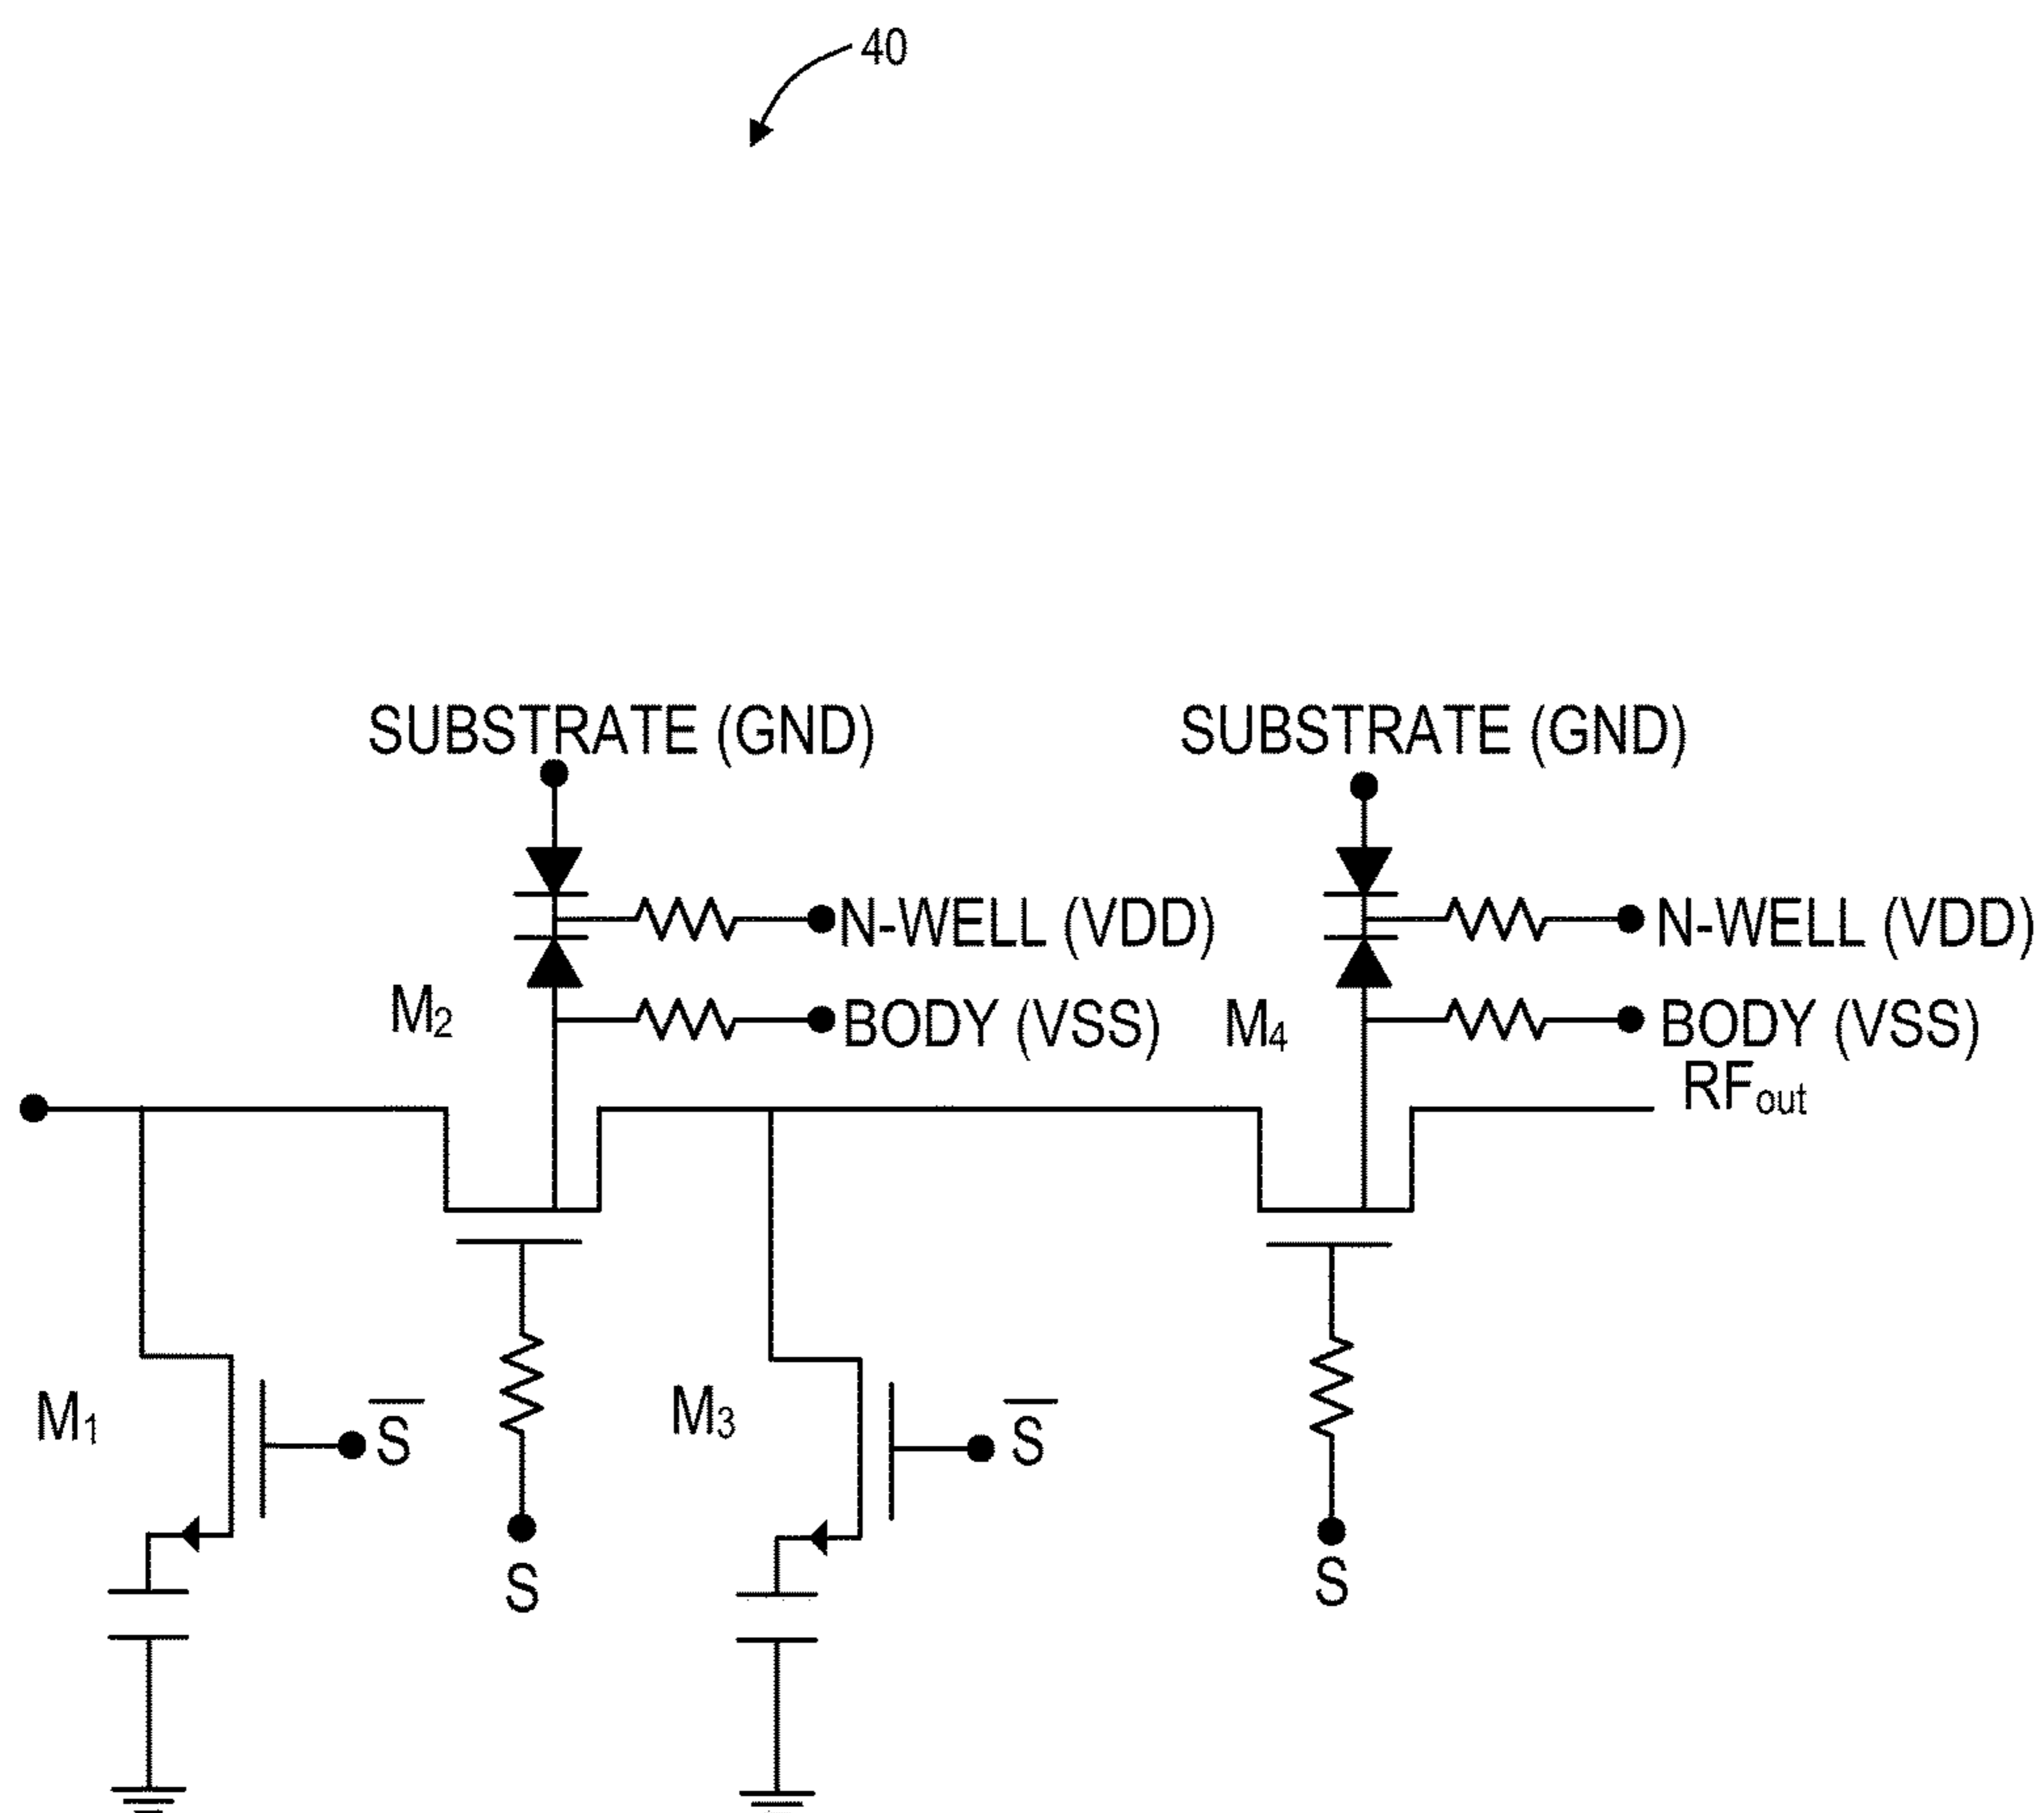 40
SUBSTRATE (GND)
SUBSTRATE (GND)
N-WELL (VDD)
N-WELL (VDD)
M2
BODY (VSS)
M4
BODY (VSS)
RFout
M1
S̅
M3
S̅
S
S